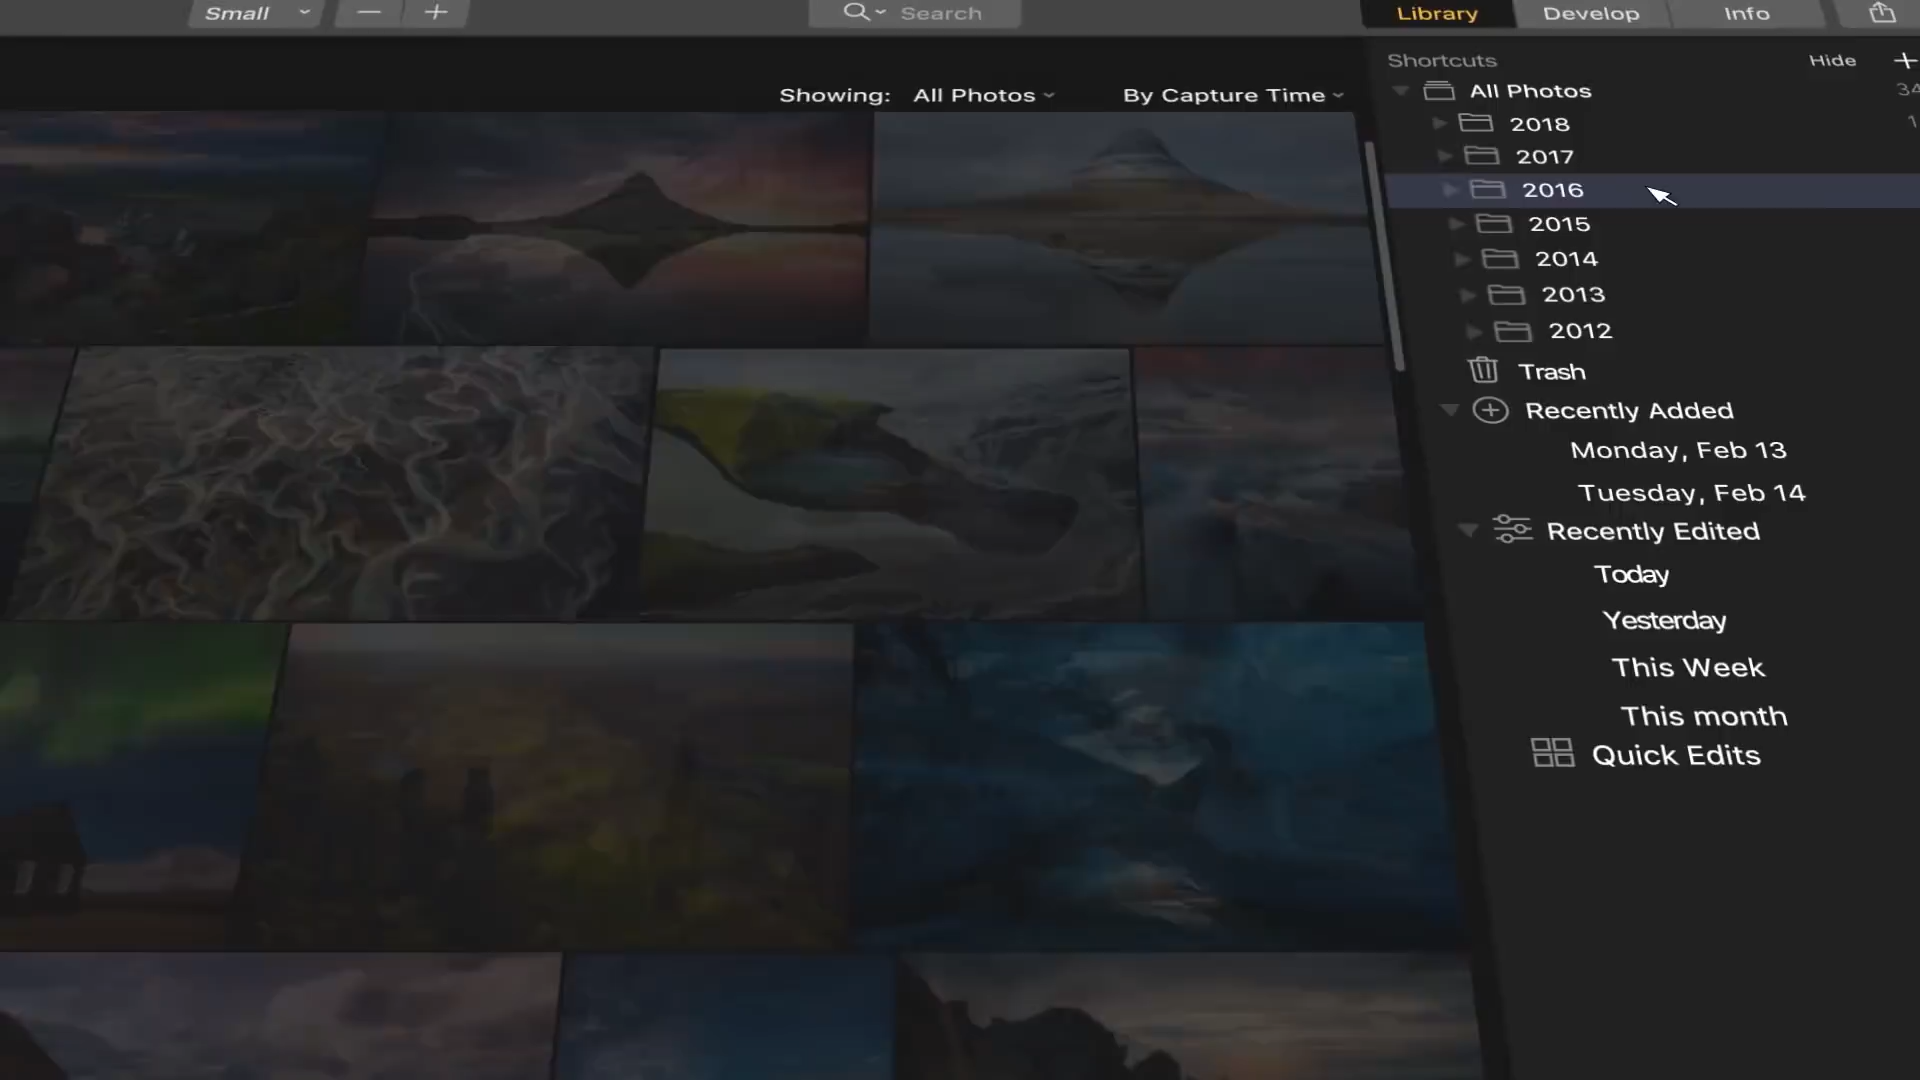 Small
Search
Library
Develop
Info
Shortcuts
Hide
Showing: All Photos
By Capture Time
All Photos
2018
2017
2016
2015
2014
2013
2012
Trash
Recently Added
Monday, Feb 13
Tuesday, Feb 14
Recently Edited
Today
Yesterday
This Week
This month
Quick Edits